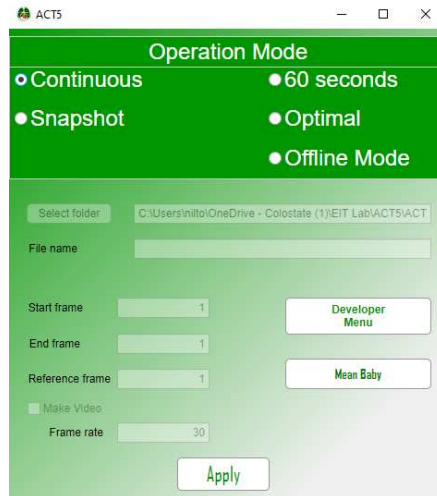 ACT5
Operation Mode
Continuous
60 seconds
Snapshot
Optimal
Offline Mode
Select folder
C:\Users\nilto\OneDrive - Colostate (1)\EIT Lab\ACT5\ACT
File name
Start frame
1
Developer
Menu
End frame
1
Reference frame
1
Mean Baby
Make Video
Frame rate
30
Apply